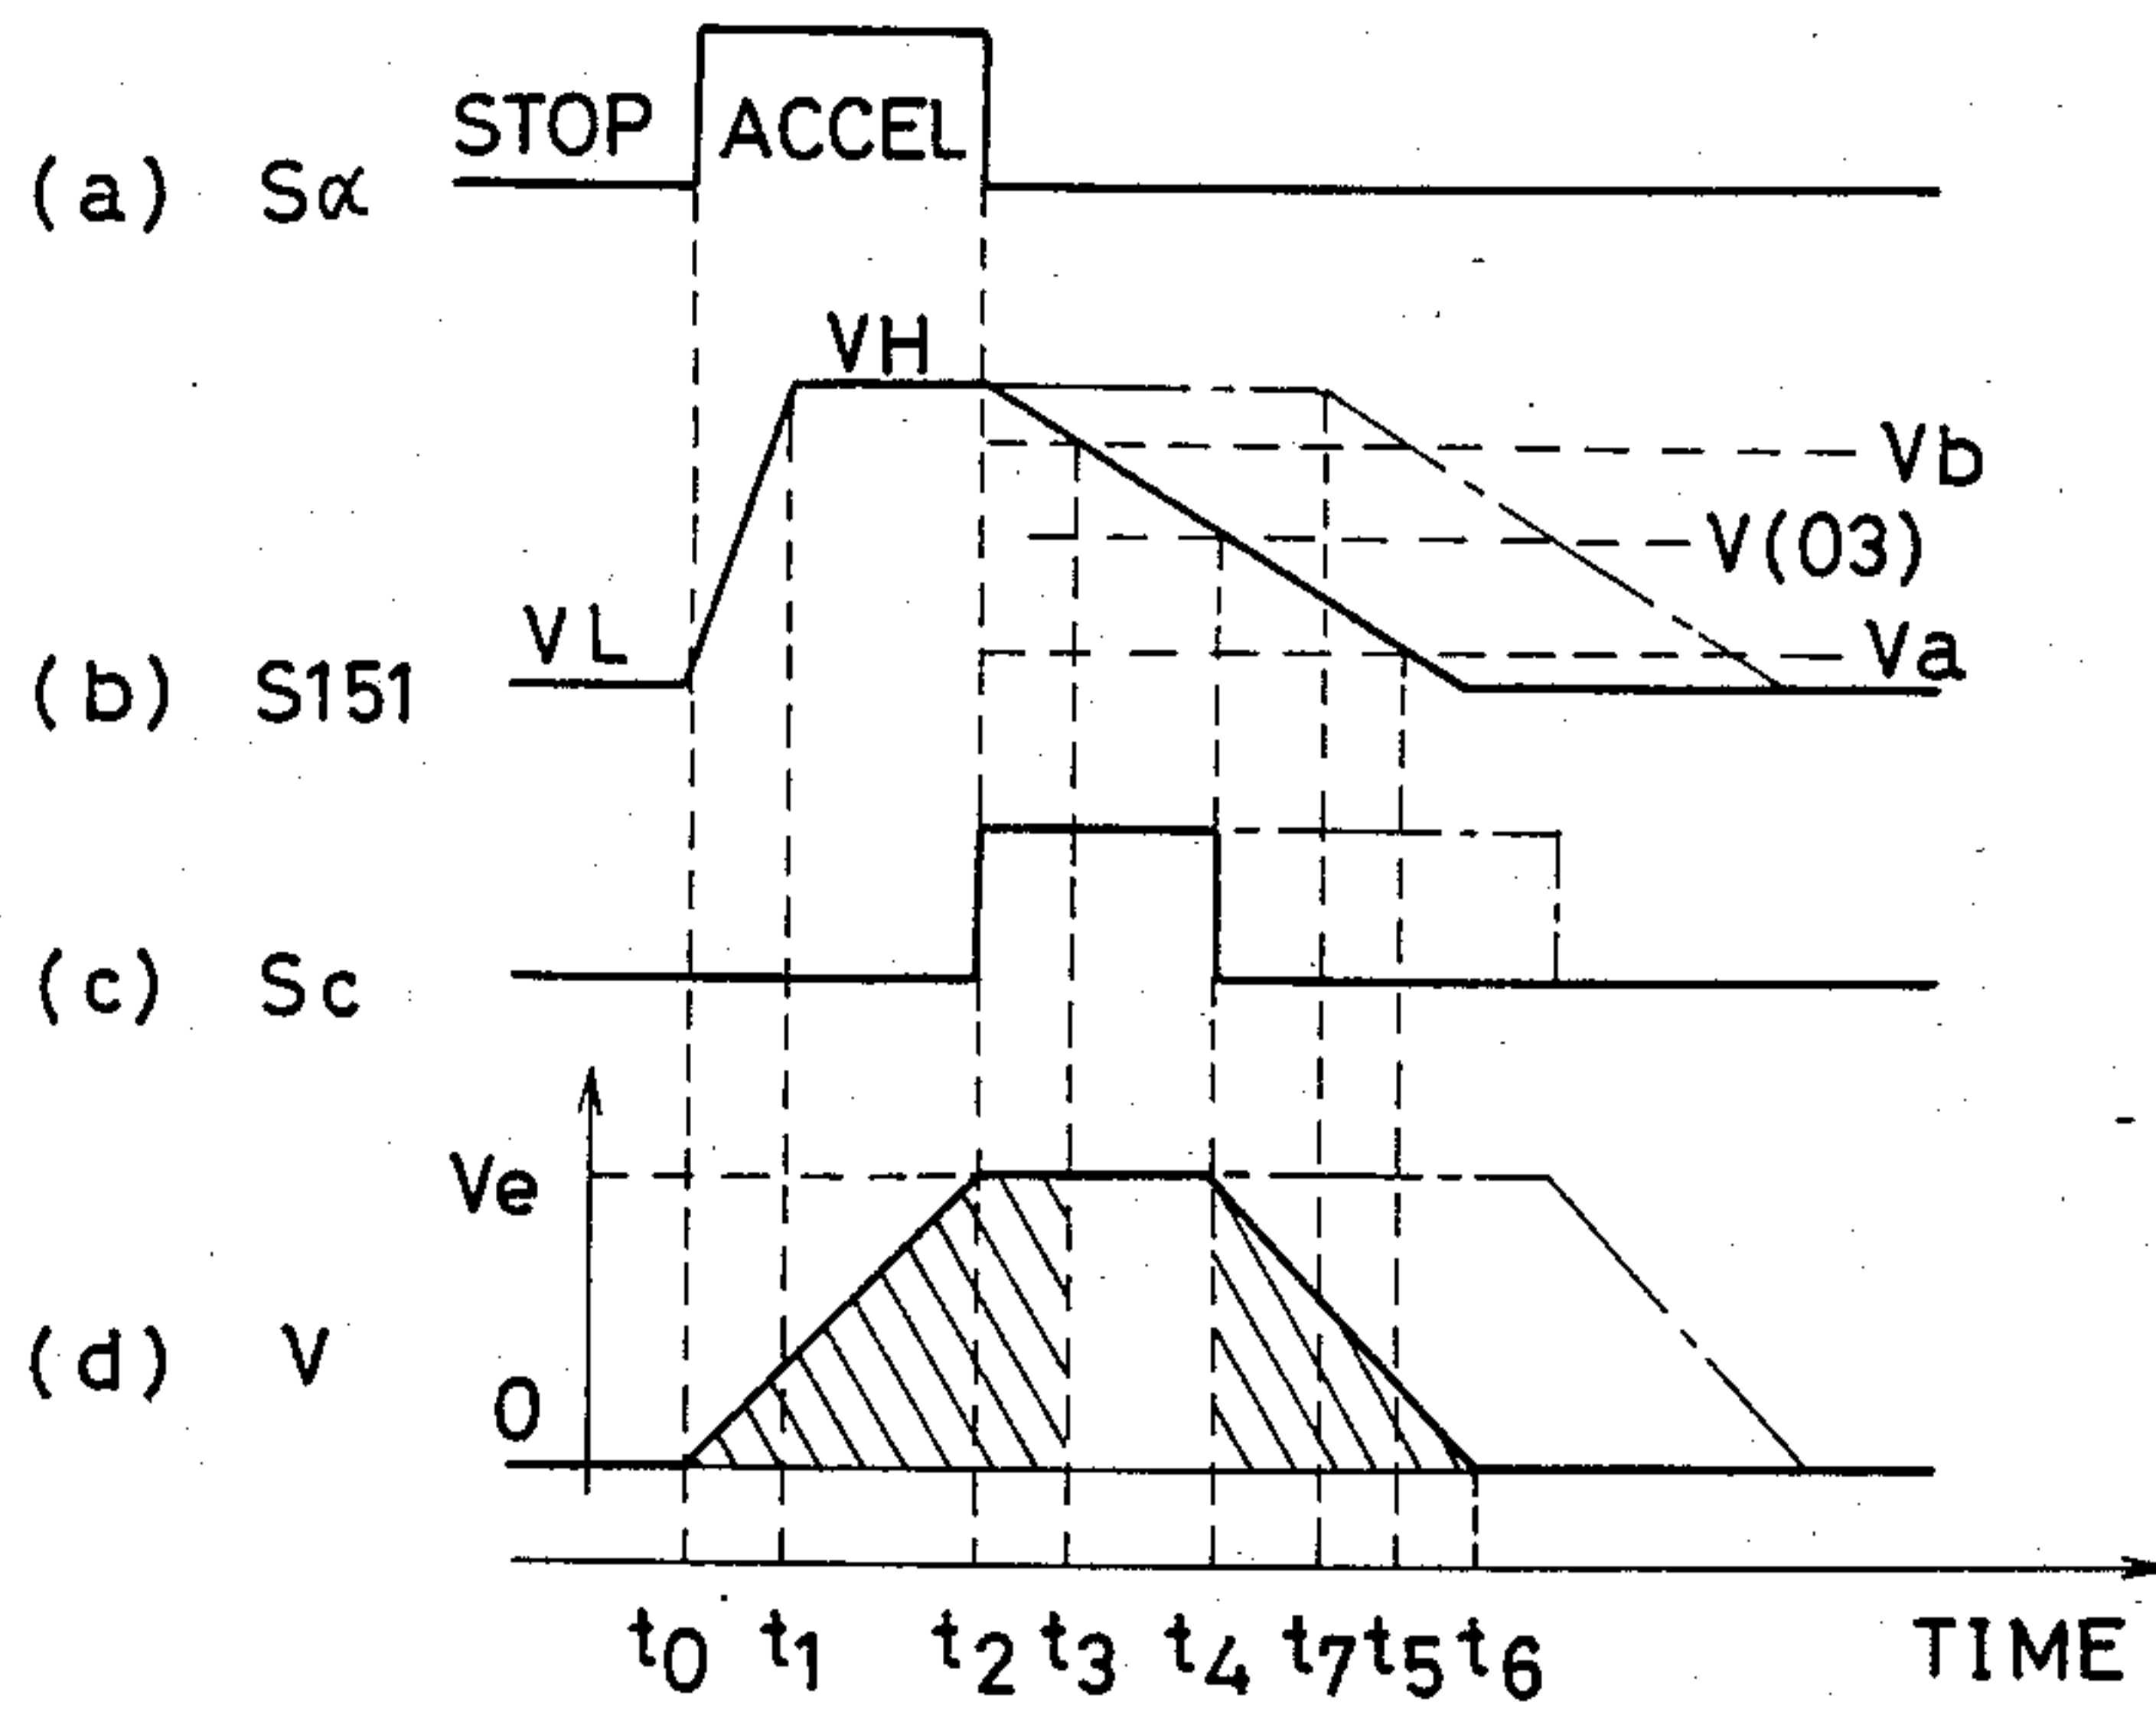 STOP ACCEL
(a) Sα
VH
Vb
V(03)
VL
Va
(b) S151
(c) Sc
Ve
(d) V
0
t0 t1 t2 t3 t4 t7 t5 t6 TIME